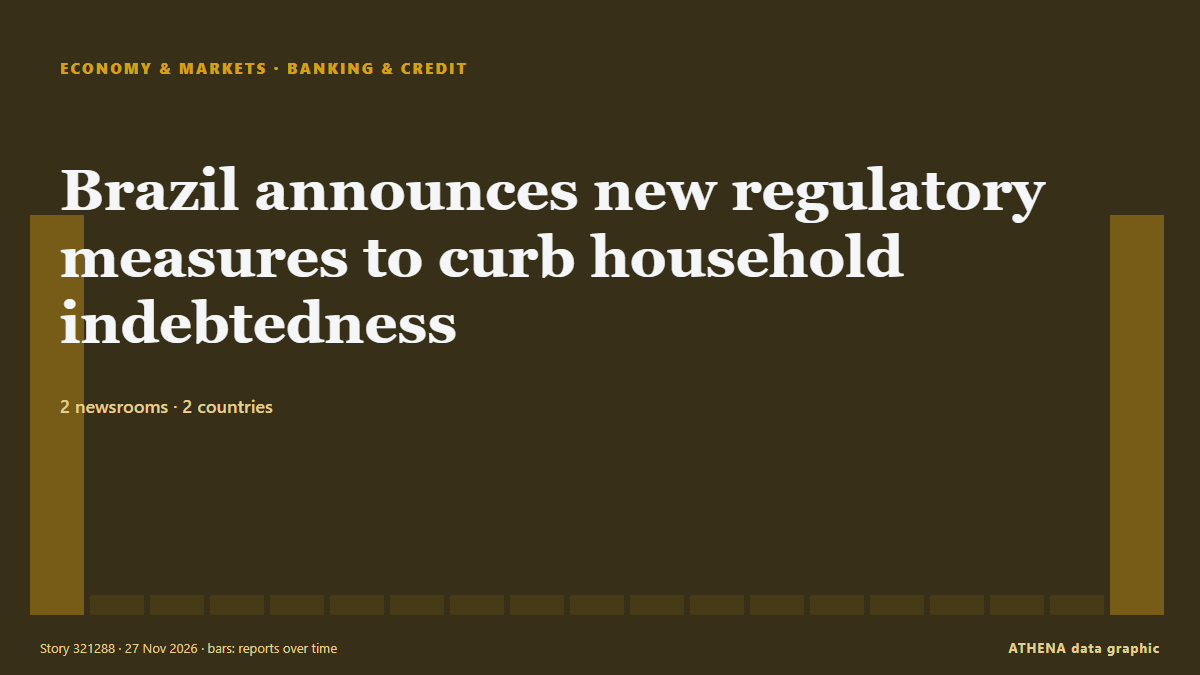 ECONOMY & MARKETS · BANKING & CREDIT
Brazil announces new regulatory
measures to curb household
indebtedness
2 newsrooms · 2 countries
Story 321288 · 27 Nov 2026 · bars: reports over time
ATHENA data graphic